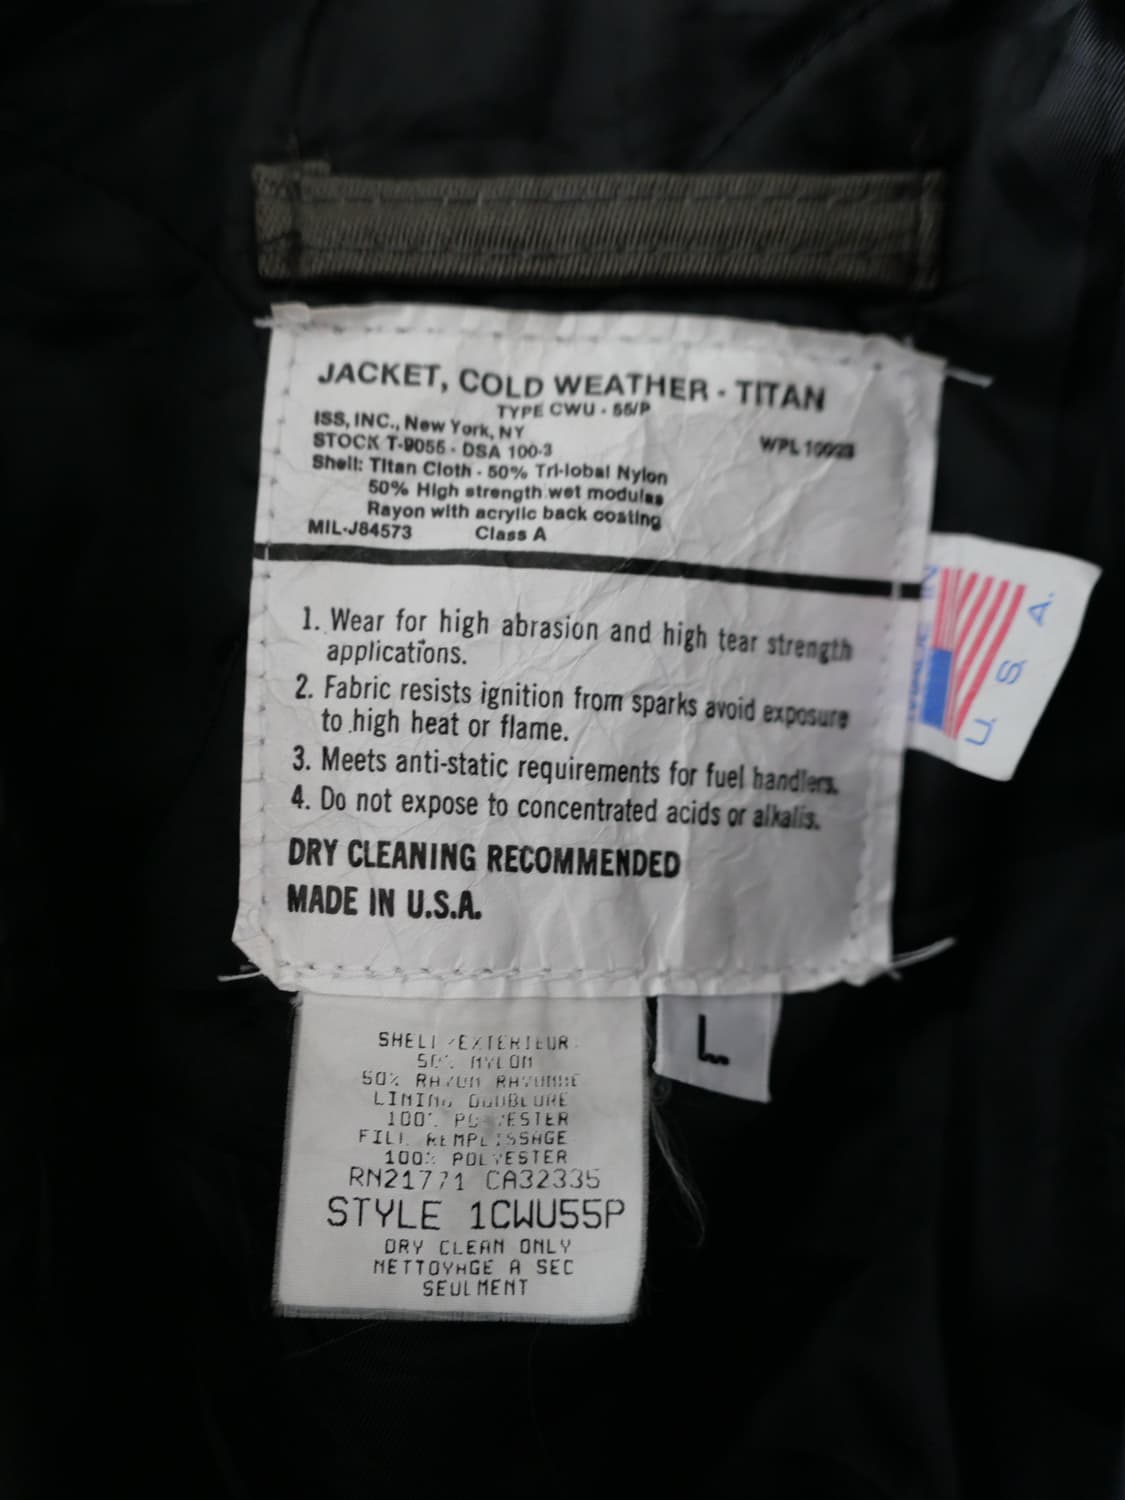 JACKET, COLD WEATHER - TITAN
TYPE CWU - 55/P
ISS, INC., New York, NY
STOCK T-9055 - DSA 100-3
WPL 10023
Shell: Titan Cloth - 50% Tri-lobal Nylon
50% High strength wet modulas
Rayon with acrylic back coating
MIL-J84573 Class A
1. Wear for high abrasion and high tear strength
applications.
2. Fabric resists ignition from sparks avoid exposure
to high heat or flame.
3. Meets anti-static requirements for fuel handlers.
4. Do not expose to concentrated acids or alkalis.
DRY CLEANING RECOMMENDED
MADE IN U.S.A.
MADE IN
U. S. A.
L
SHELL/EXTERIEUR
50% NYLON
50% RAYON RAYONNE
LINING DOUBLURE
100% POLYESTER
FILL REMPLISSAGE
100% POLYESTER
RN21771 CA32335
STYLE 1CWU55P
DRY CLEAN ONLY
NETTOYAGE A SEC
SEULMENT